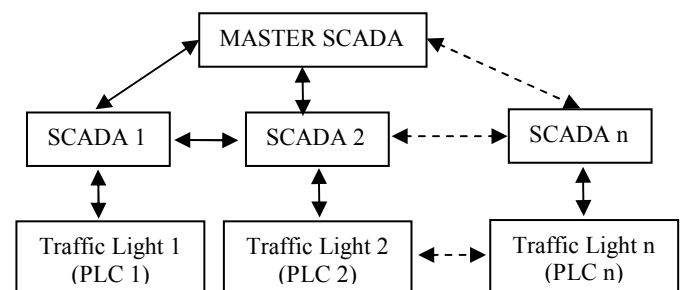 MASTER SCADA
SCADA 1
SCADA 2
SCADA n
Traffic Light 1
(PLC 1)
Traffic Light 2
(PLC 2)
Traffic Light n
(PLC n)